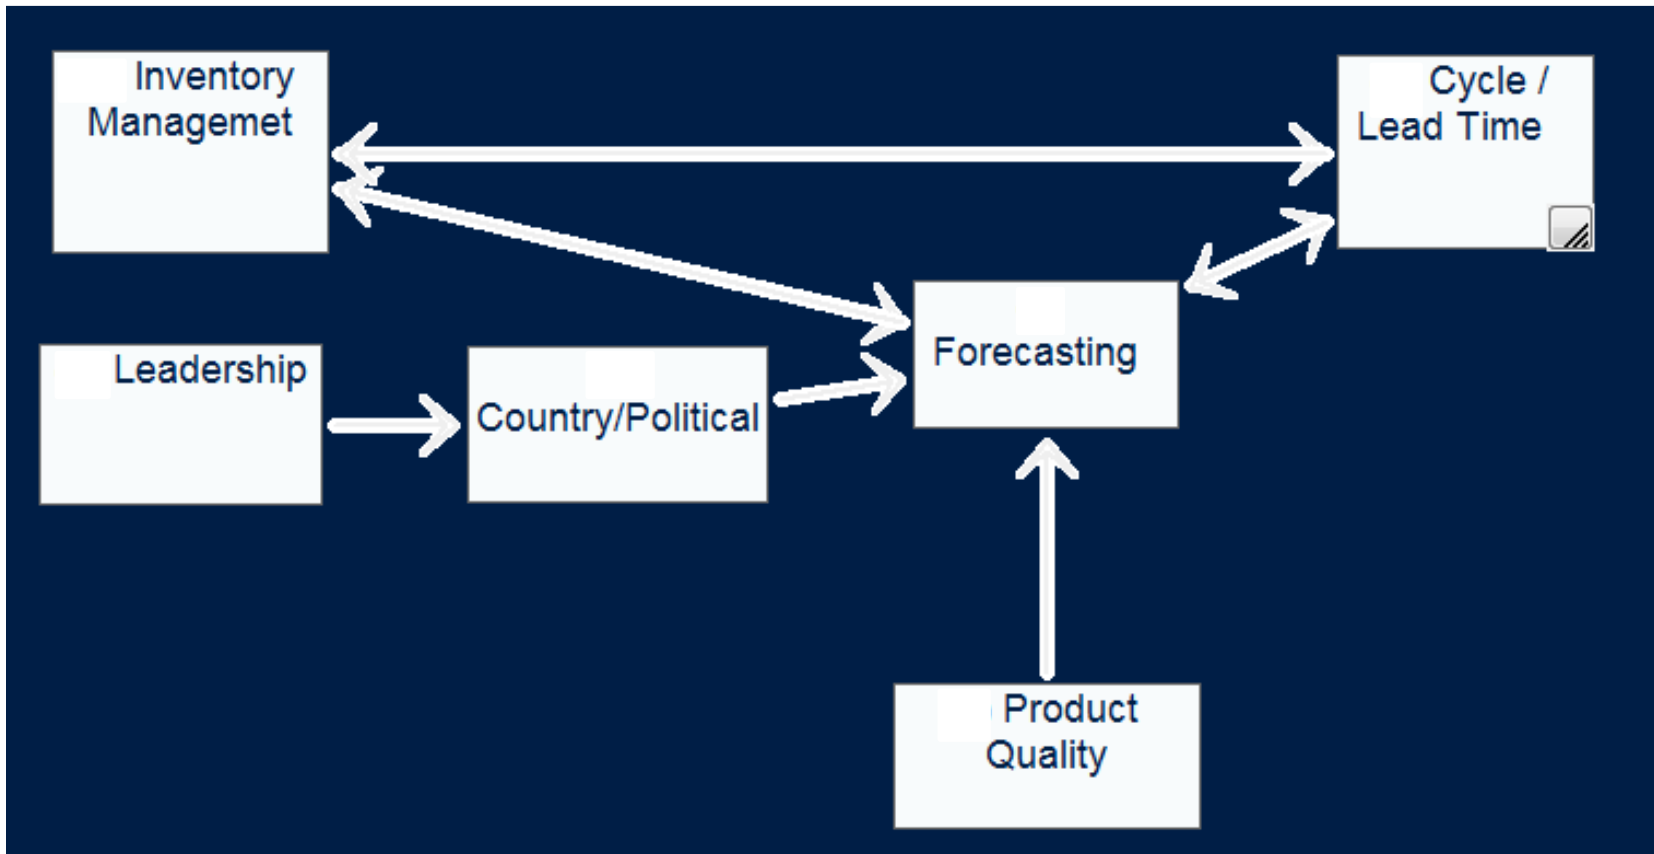 Inventory
Managemet
Cycle /
Lead Time
Forecasting
Leadership
Country/Political
Product
Quality